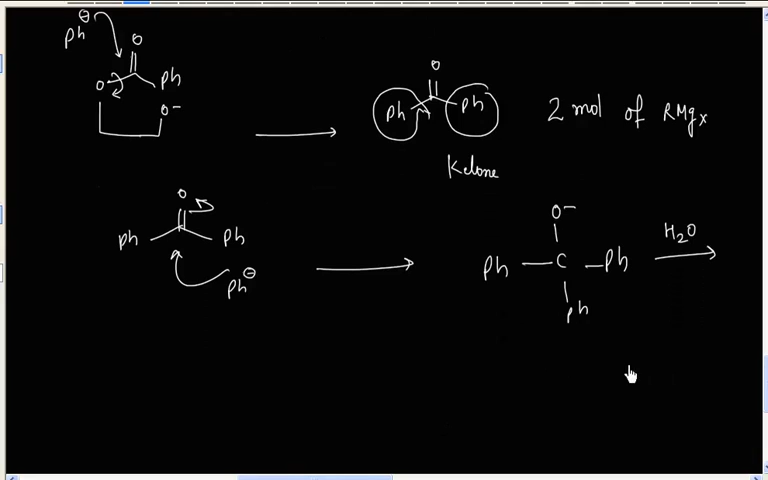 Ph⊖
O
O Ph
O⁻
O
Ph Ph
2 mol of RMgx
Ketone
O
Ph Ph
Ph⊖
O⁻
Ph — C — Ph
Ph
H₂O